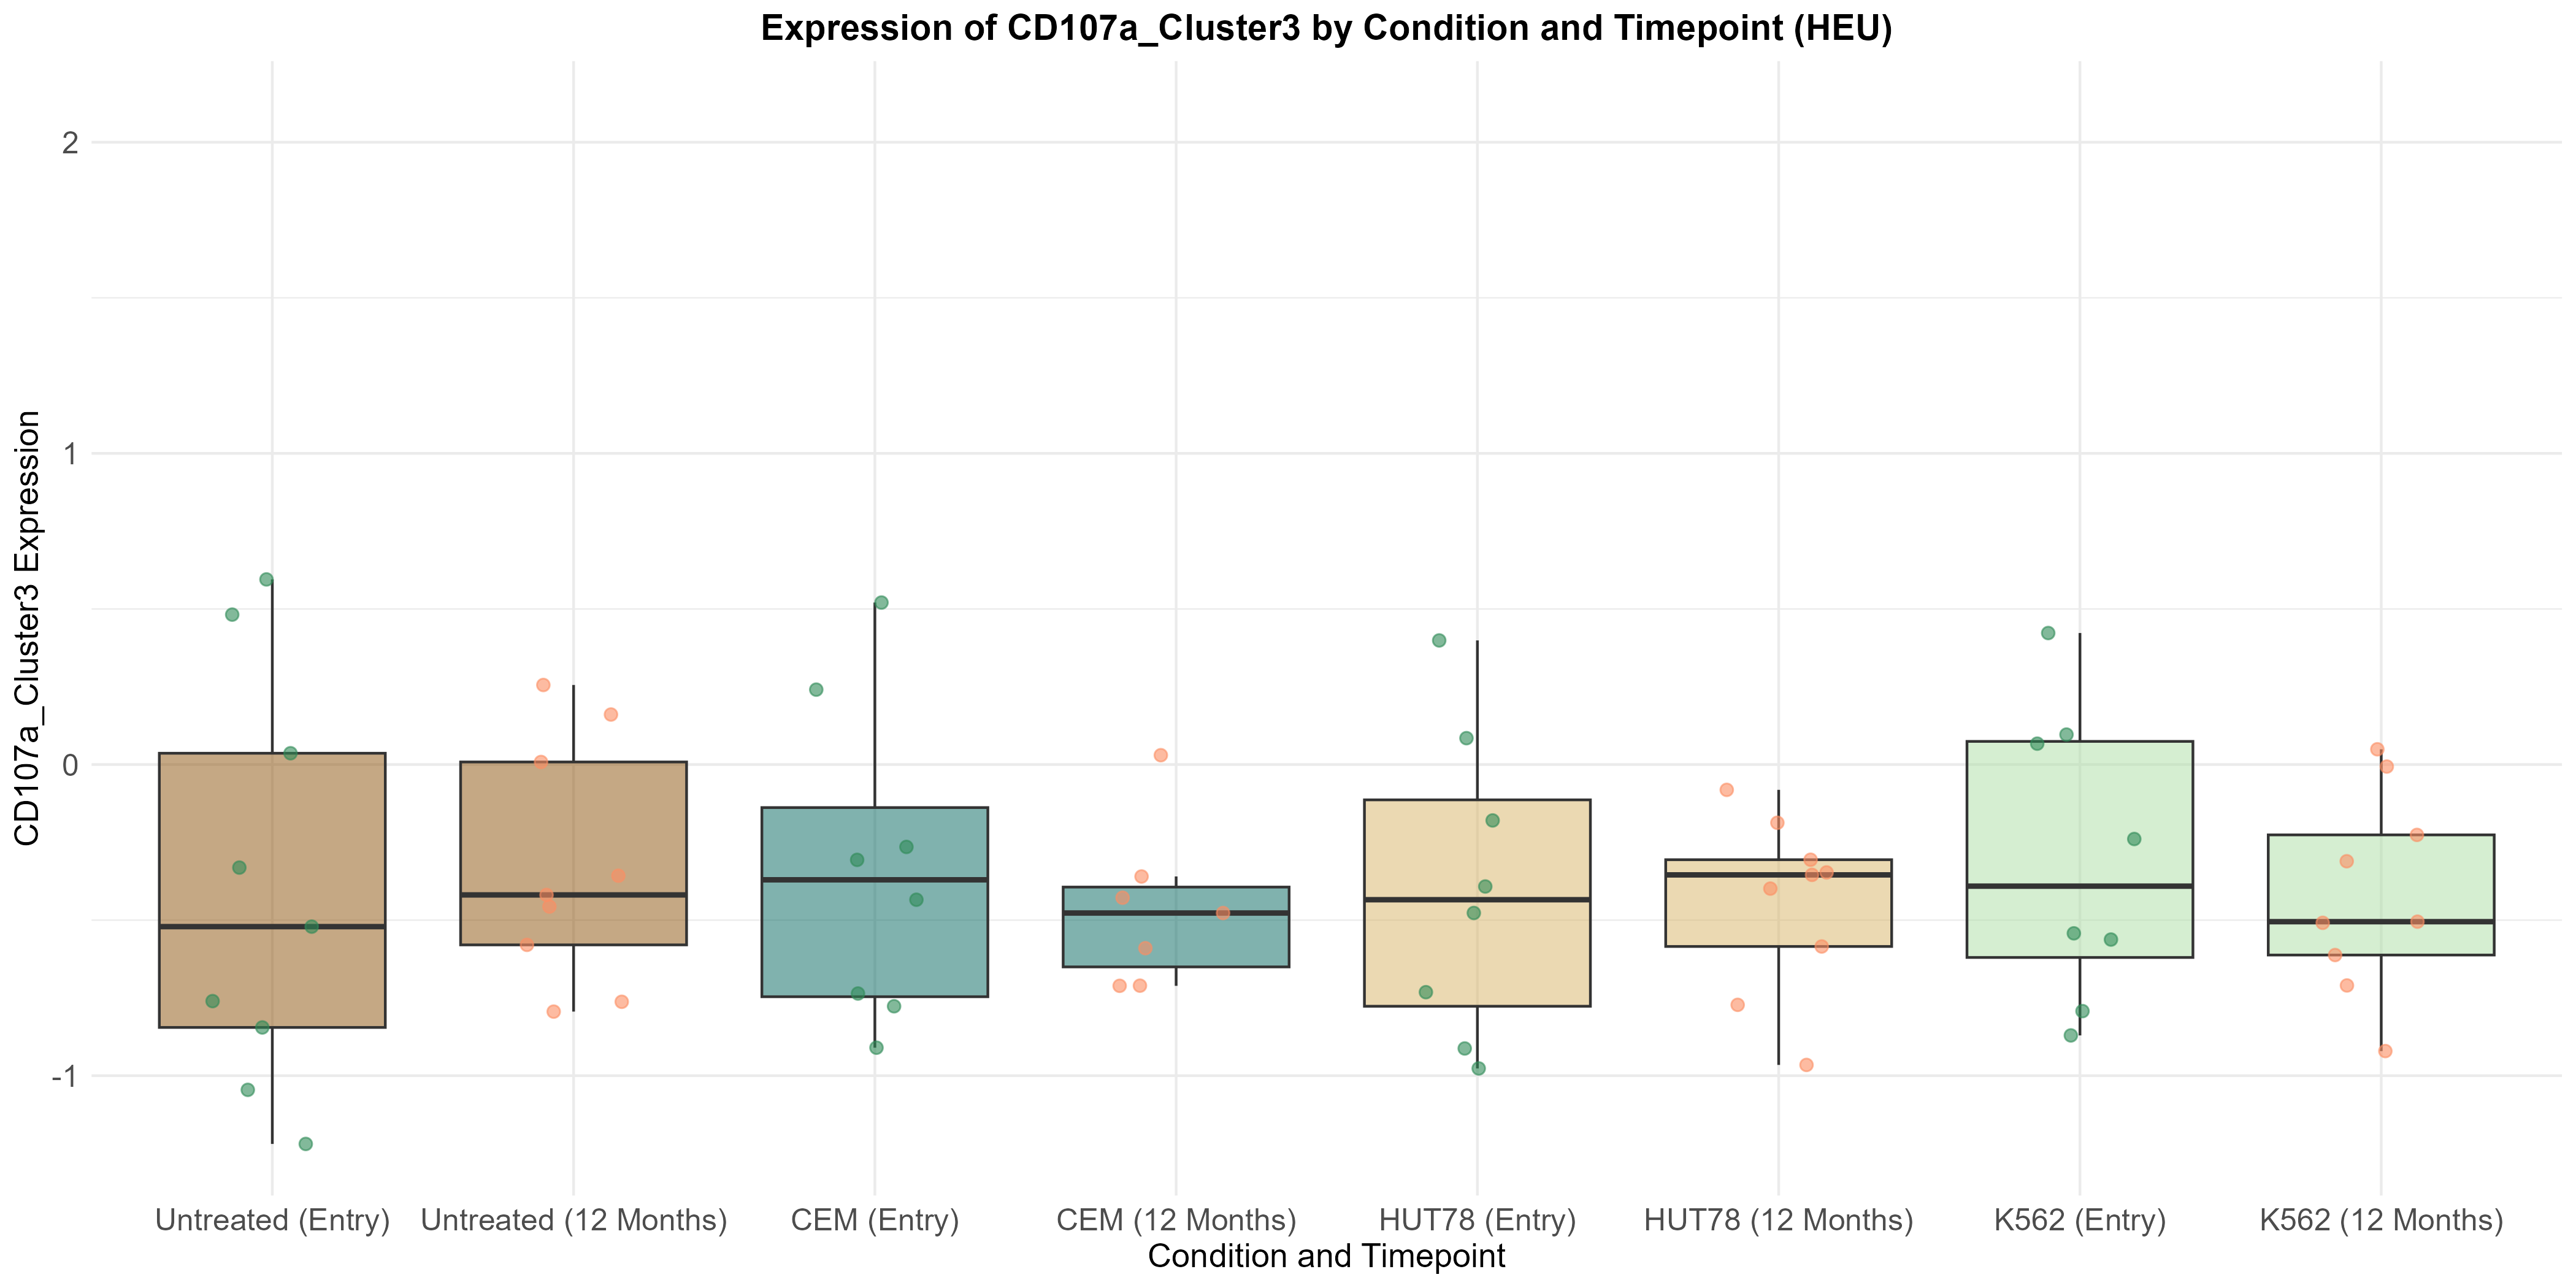 Expression of CD107a_Cluster3 by Condition and Timepoint (HEU)
CD107a_Cluster3 Expression
2
1
0
-1
Untreated (Entry)
Untreated (12 Months)
CEM (Entry)
CEM (12 Months)
HUT78 (Entry)
HUT78 (12 Months)
K562 (Entry)
K562 (12 Months)
Condition and Timepoint